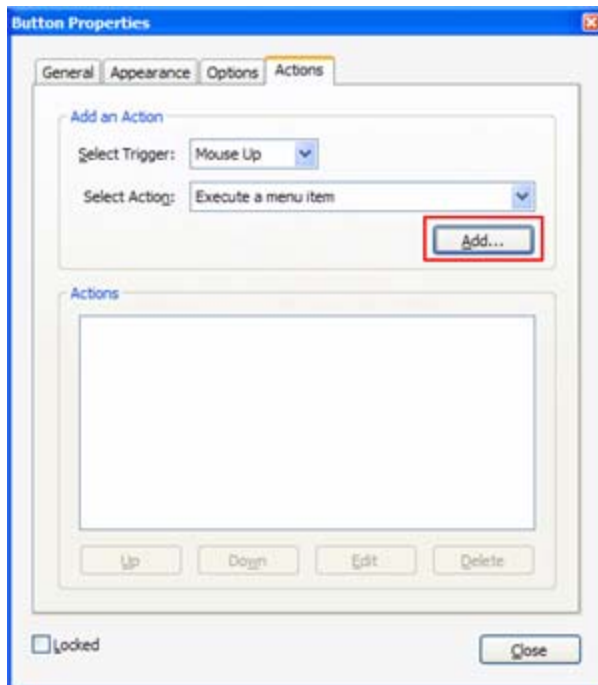 Button Properties
General Appearance Options Actions
Add an Action
Select Trigger: Mouse Up
Select Action: Execute a menu item
Add...
Actions
Up Down Edit Delete
Locked
Close